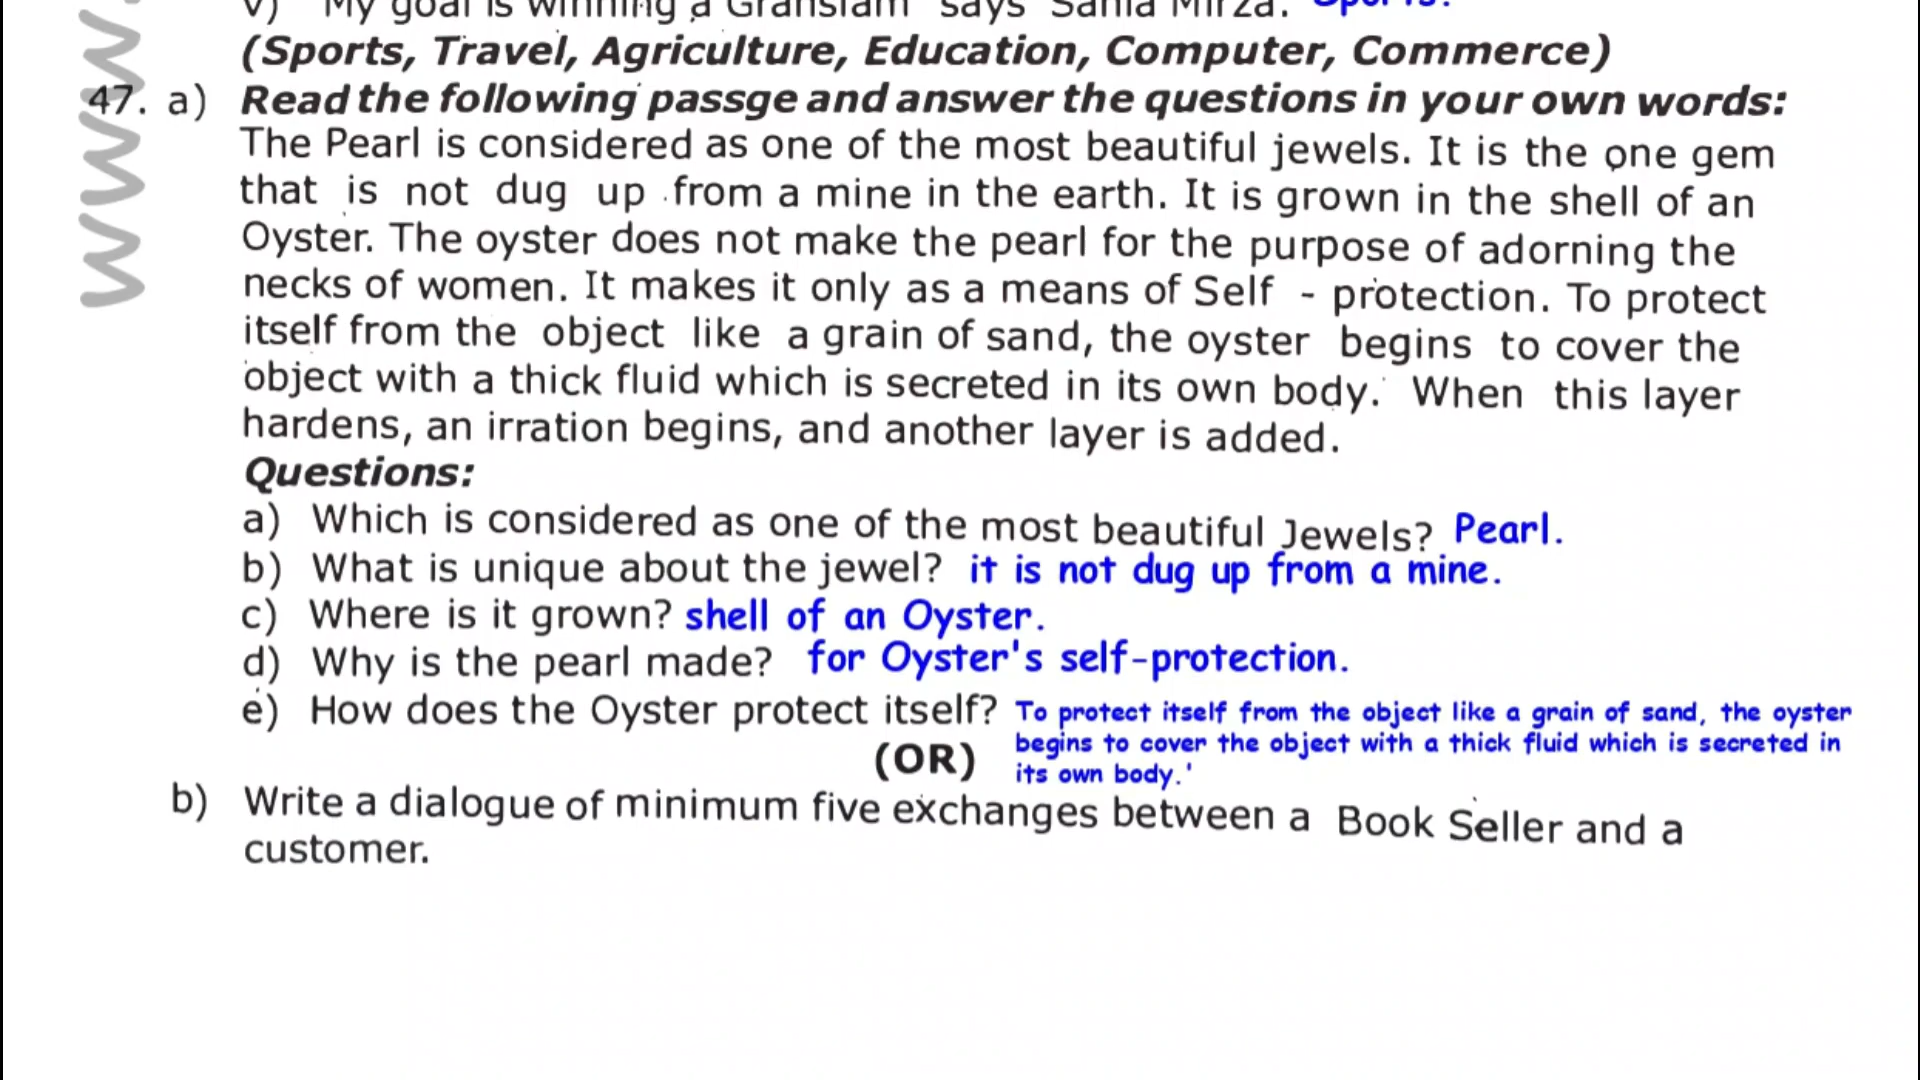 v) "My goal is winning a Granslam" says Sania Mirza. Sports.
(Sports, Travel, Agriculture, Education, Computer, Commerce)
47. a) Read the following passge and answer the questions in your own words:
The Pearl is considered as one of the most beautiful jewels. It is the one gem
that is not dug up from a mine in the earth. It is grown in the shell of an
Oyster. The oyster does not make the pearl for the purpose of adorning the
necks of women. It makes it only as a means of Self - protection. To protect
itself from the object like a grain of sand, the oyster begins to cover the
object with a thick fluid which is secreted in its own body. When this layer
hardens, an irration begins, and another layer is added.
Questions:
a) Which is considered as one of the most beautiful Jewels? Pearl.
b) What is unique about the jewel? it is not dug up from a mine.
c) Where is it grown? shell of an Oyster.
d) Why is the pearl made? for Oyster's self-protection.
e) How does the Oyster protect itself? To protect itself from the object like a grain of sand, the oyster
begins to cover the object with a thick fluid which is secreted in
its own body.'
(OR)
b) Write a dialogue of minimum five exchanges between a Book Seller and a
customer.
www.